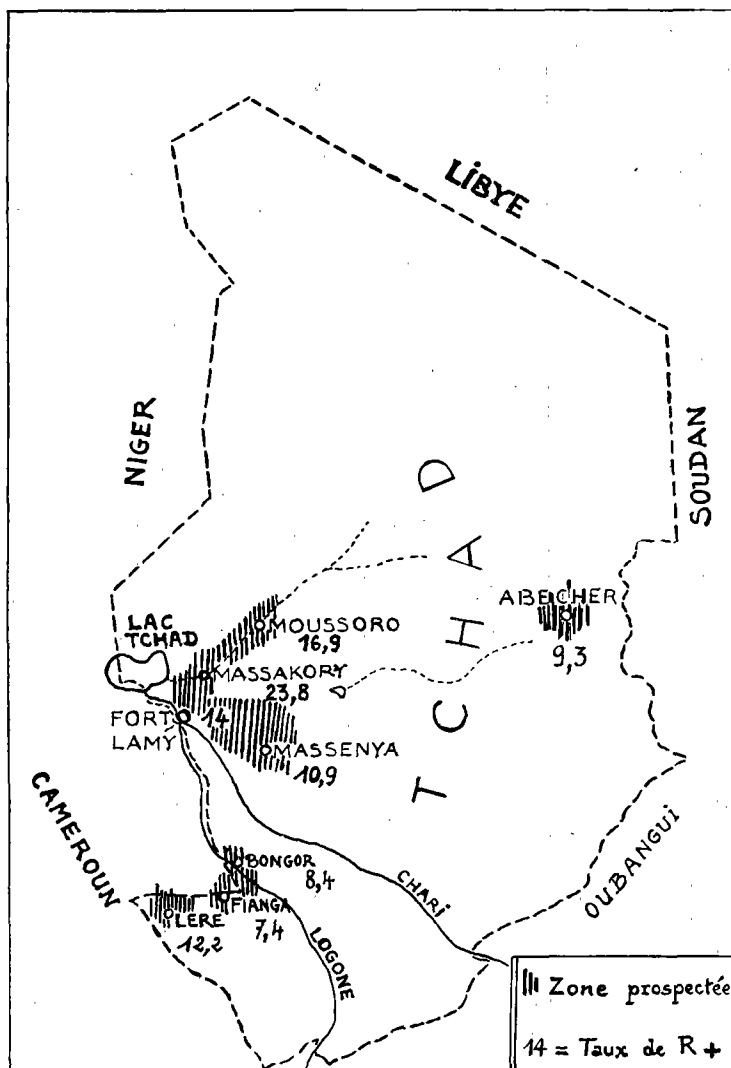 LIBYE
NIGER
SOUDAN
TCHAD
ABECHER
9,3
LAC
TCHAD
MOUSSORO
16,9
MASSAKORY
23,8
FORT
LAMY
14
MASSENYA
10,9
CAMEROUN
BONGOR
8,4
FIANGA
7,4
LERE
12,2
CHARI
LOGONE
OUBANGUI
Zone prospectée
14 = Taux de R +